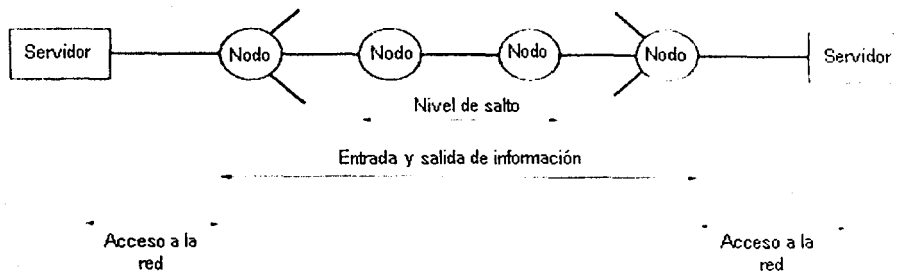 Servidor
Nodo
Nodo
Nodo
Nodo
Servidor
Nivel de salto
Entrada y salida de información
Acceso a la
red
Acceso a la
red